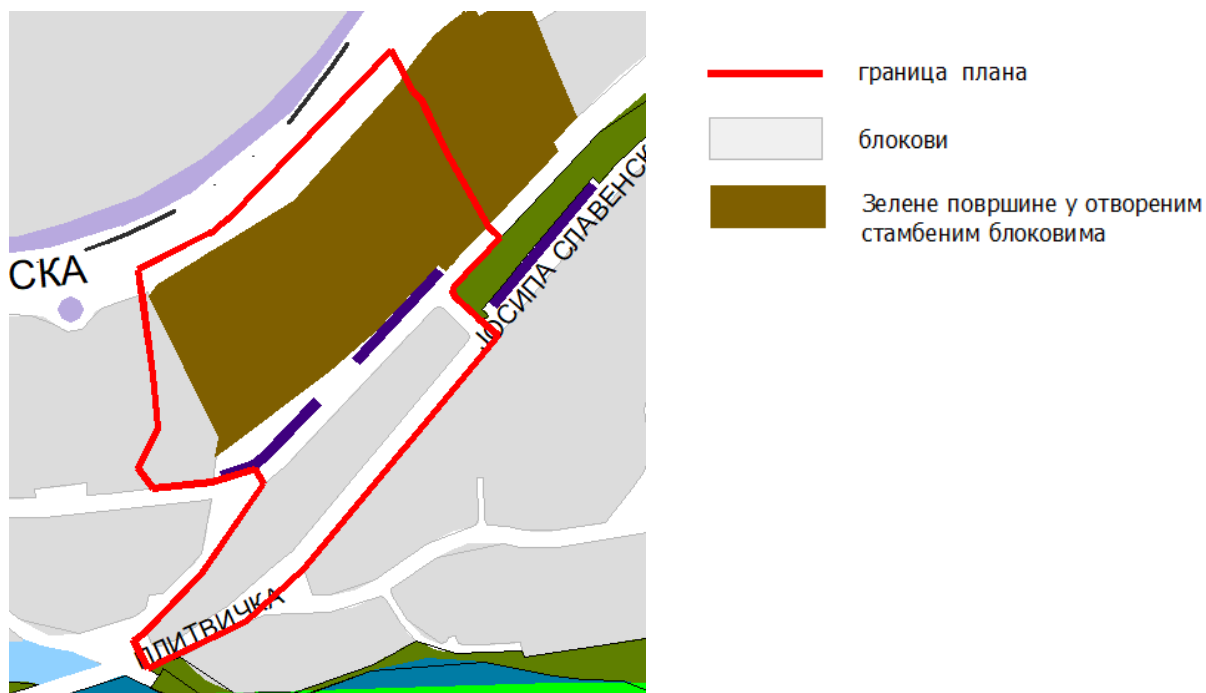 СКА
ЈОСИПА СЛАВЕНСК
ПЛИТВИЧКА
граница плана
блокови
Зелене површине у отвореним
стамбеним блоковима